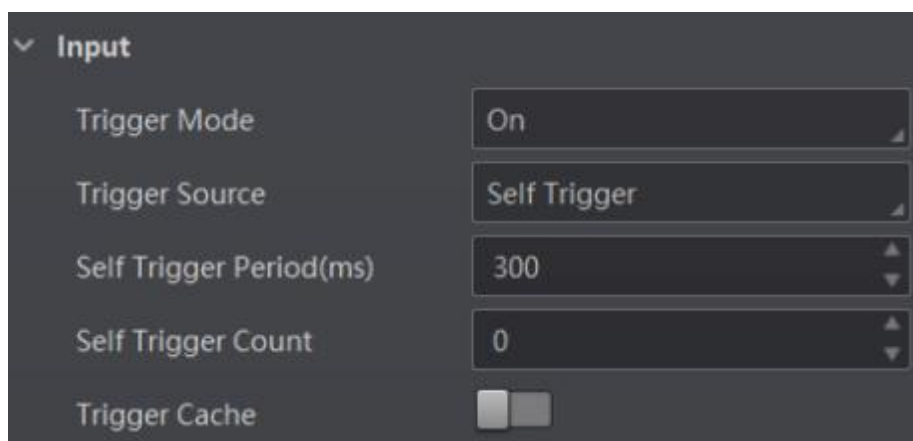 Input
Trigger Mode On
Trigger Source Self Trigger
Self Trigger Period(ms) 300
Self Trigger Count 0
Trigger Cache